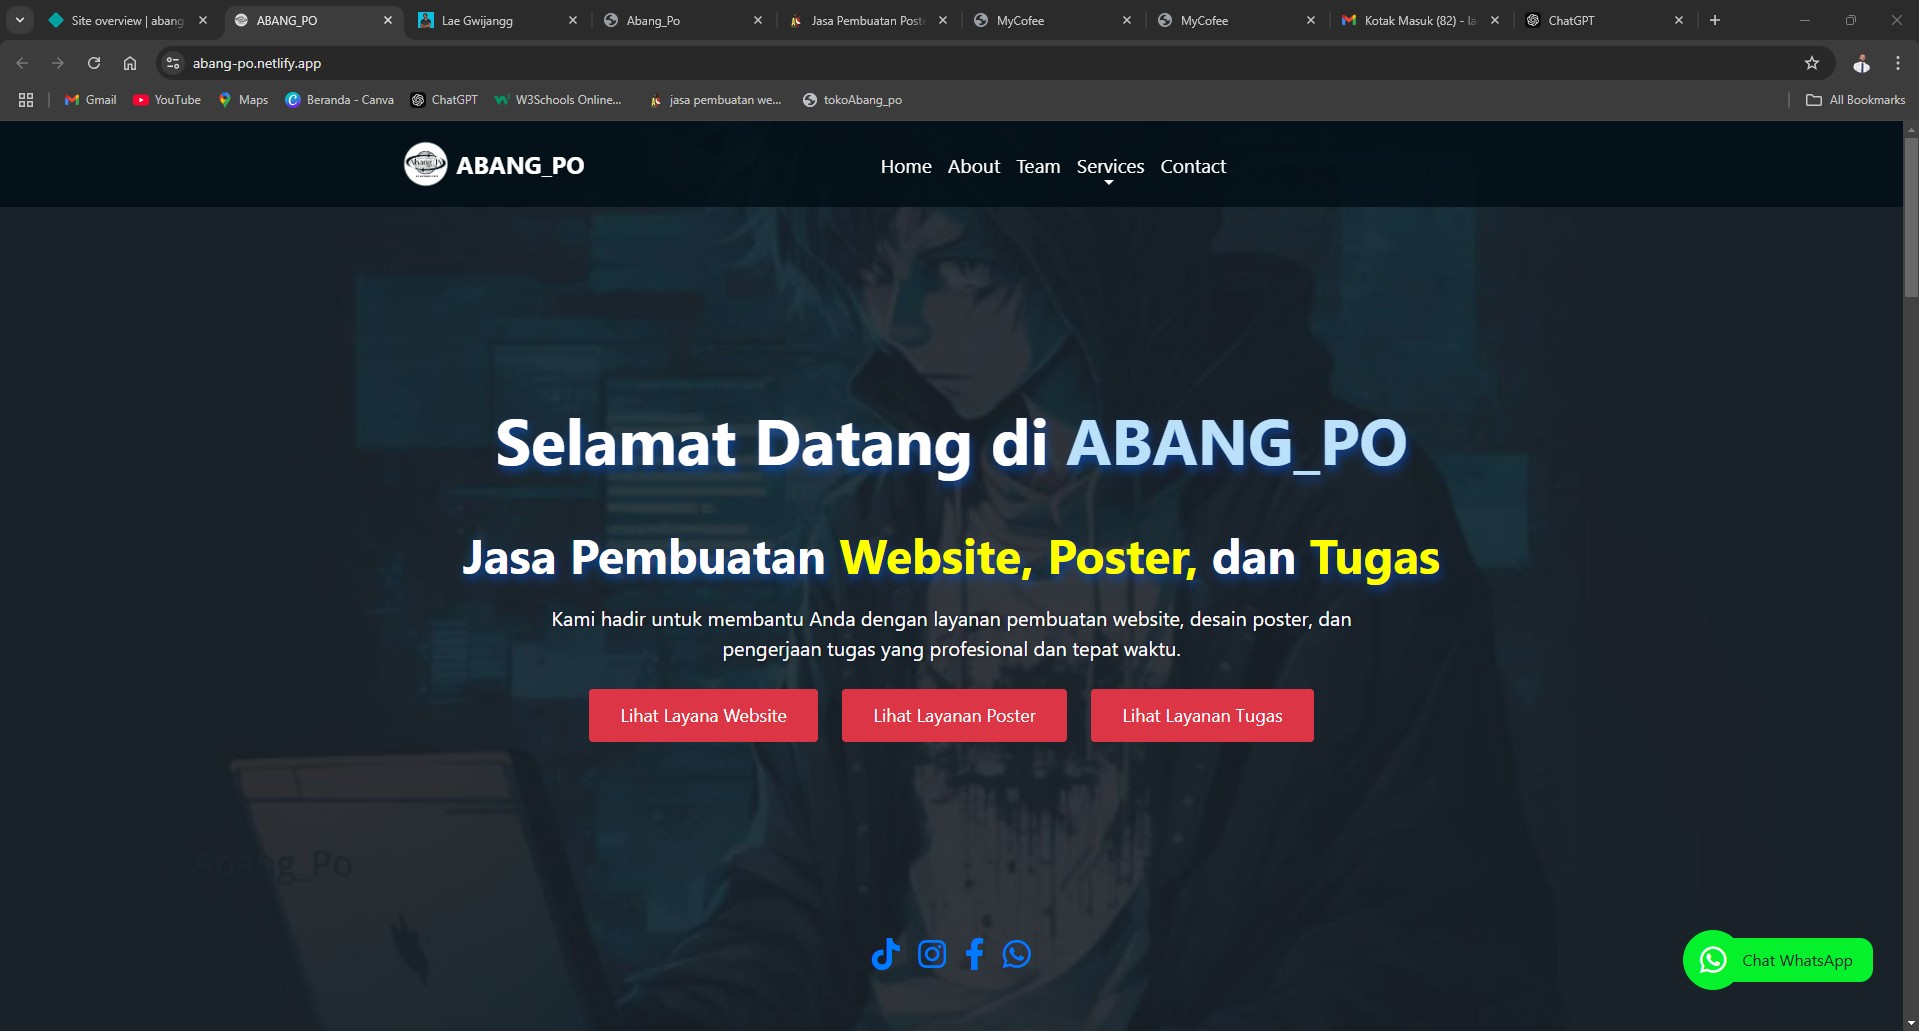 Site overview | abang
ABANG_PO
Lae Gwijangg
Abang_Po
Jasa Pembuatan Poste
MyCofee
MyCofee
Kotak Masuk (82) - la
ChatGPT
abang-po.netlify.app
Gmail
YouTube
Maps
Beranda - Canva
ChatGPT
W3Schools Online...
jasa pembuatan we...
tokoAbang_po
All Bookmarks
ABANG_PO
Home About Team Services Contact
Selamat Datang di ABANG_PO
Jasa Pembuatan Website, Poster, dan Tugas
Kami hadir untuk membantu Anda dengan layanan pembuatan website, desain poster, dan
pengerjaan tugas yang profesional dan tepat waktu.
Lihat Layana Website
Lihat Layanan Poster
Lihat Layanan Tugas
Abang_Po
Chat WhatsApp